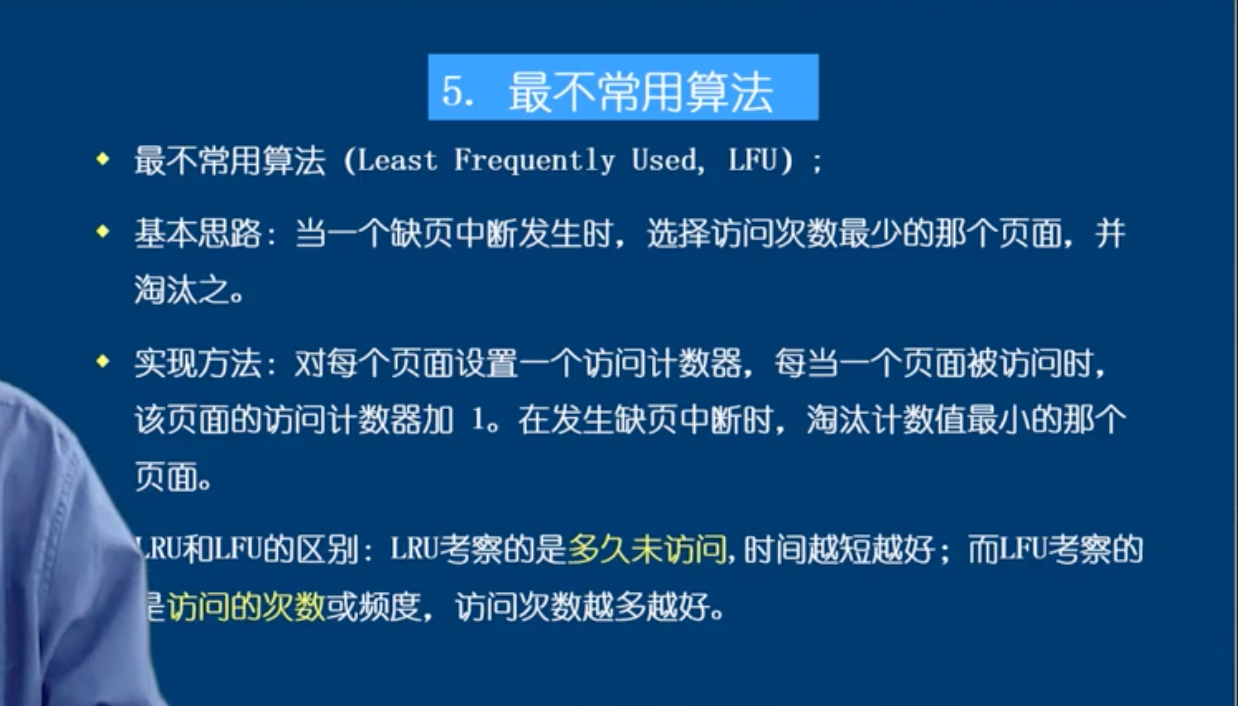 5. 最不常用算法
最不常用算法（Least Frequently Used, LFU）;
基本思路：当一个缺页中断发生时，选择访问次数最少的那个页面，并
淘汰之。
实现方法：对每个页面设置一个访问计数器，每当一个页面被访问时，
该页面的访问计数器加 1。在发生缺页中断时，淘汰计数值最小的那个
页面。
LRU和LFU的区别：LRU考察的是多久未访问,时间越短越好；而LFU考察的
是访问的次数或频度，访问次数越多越好。